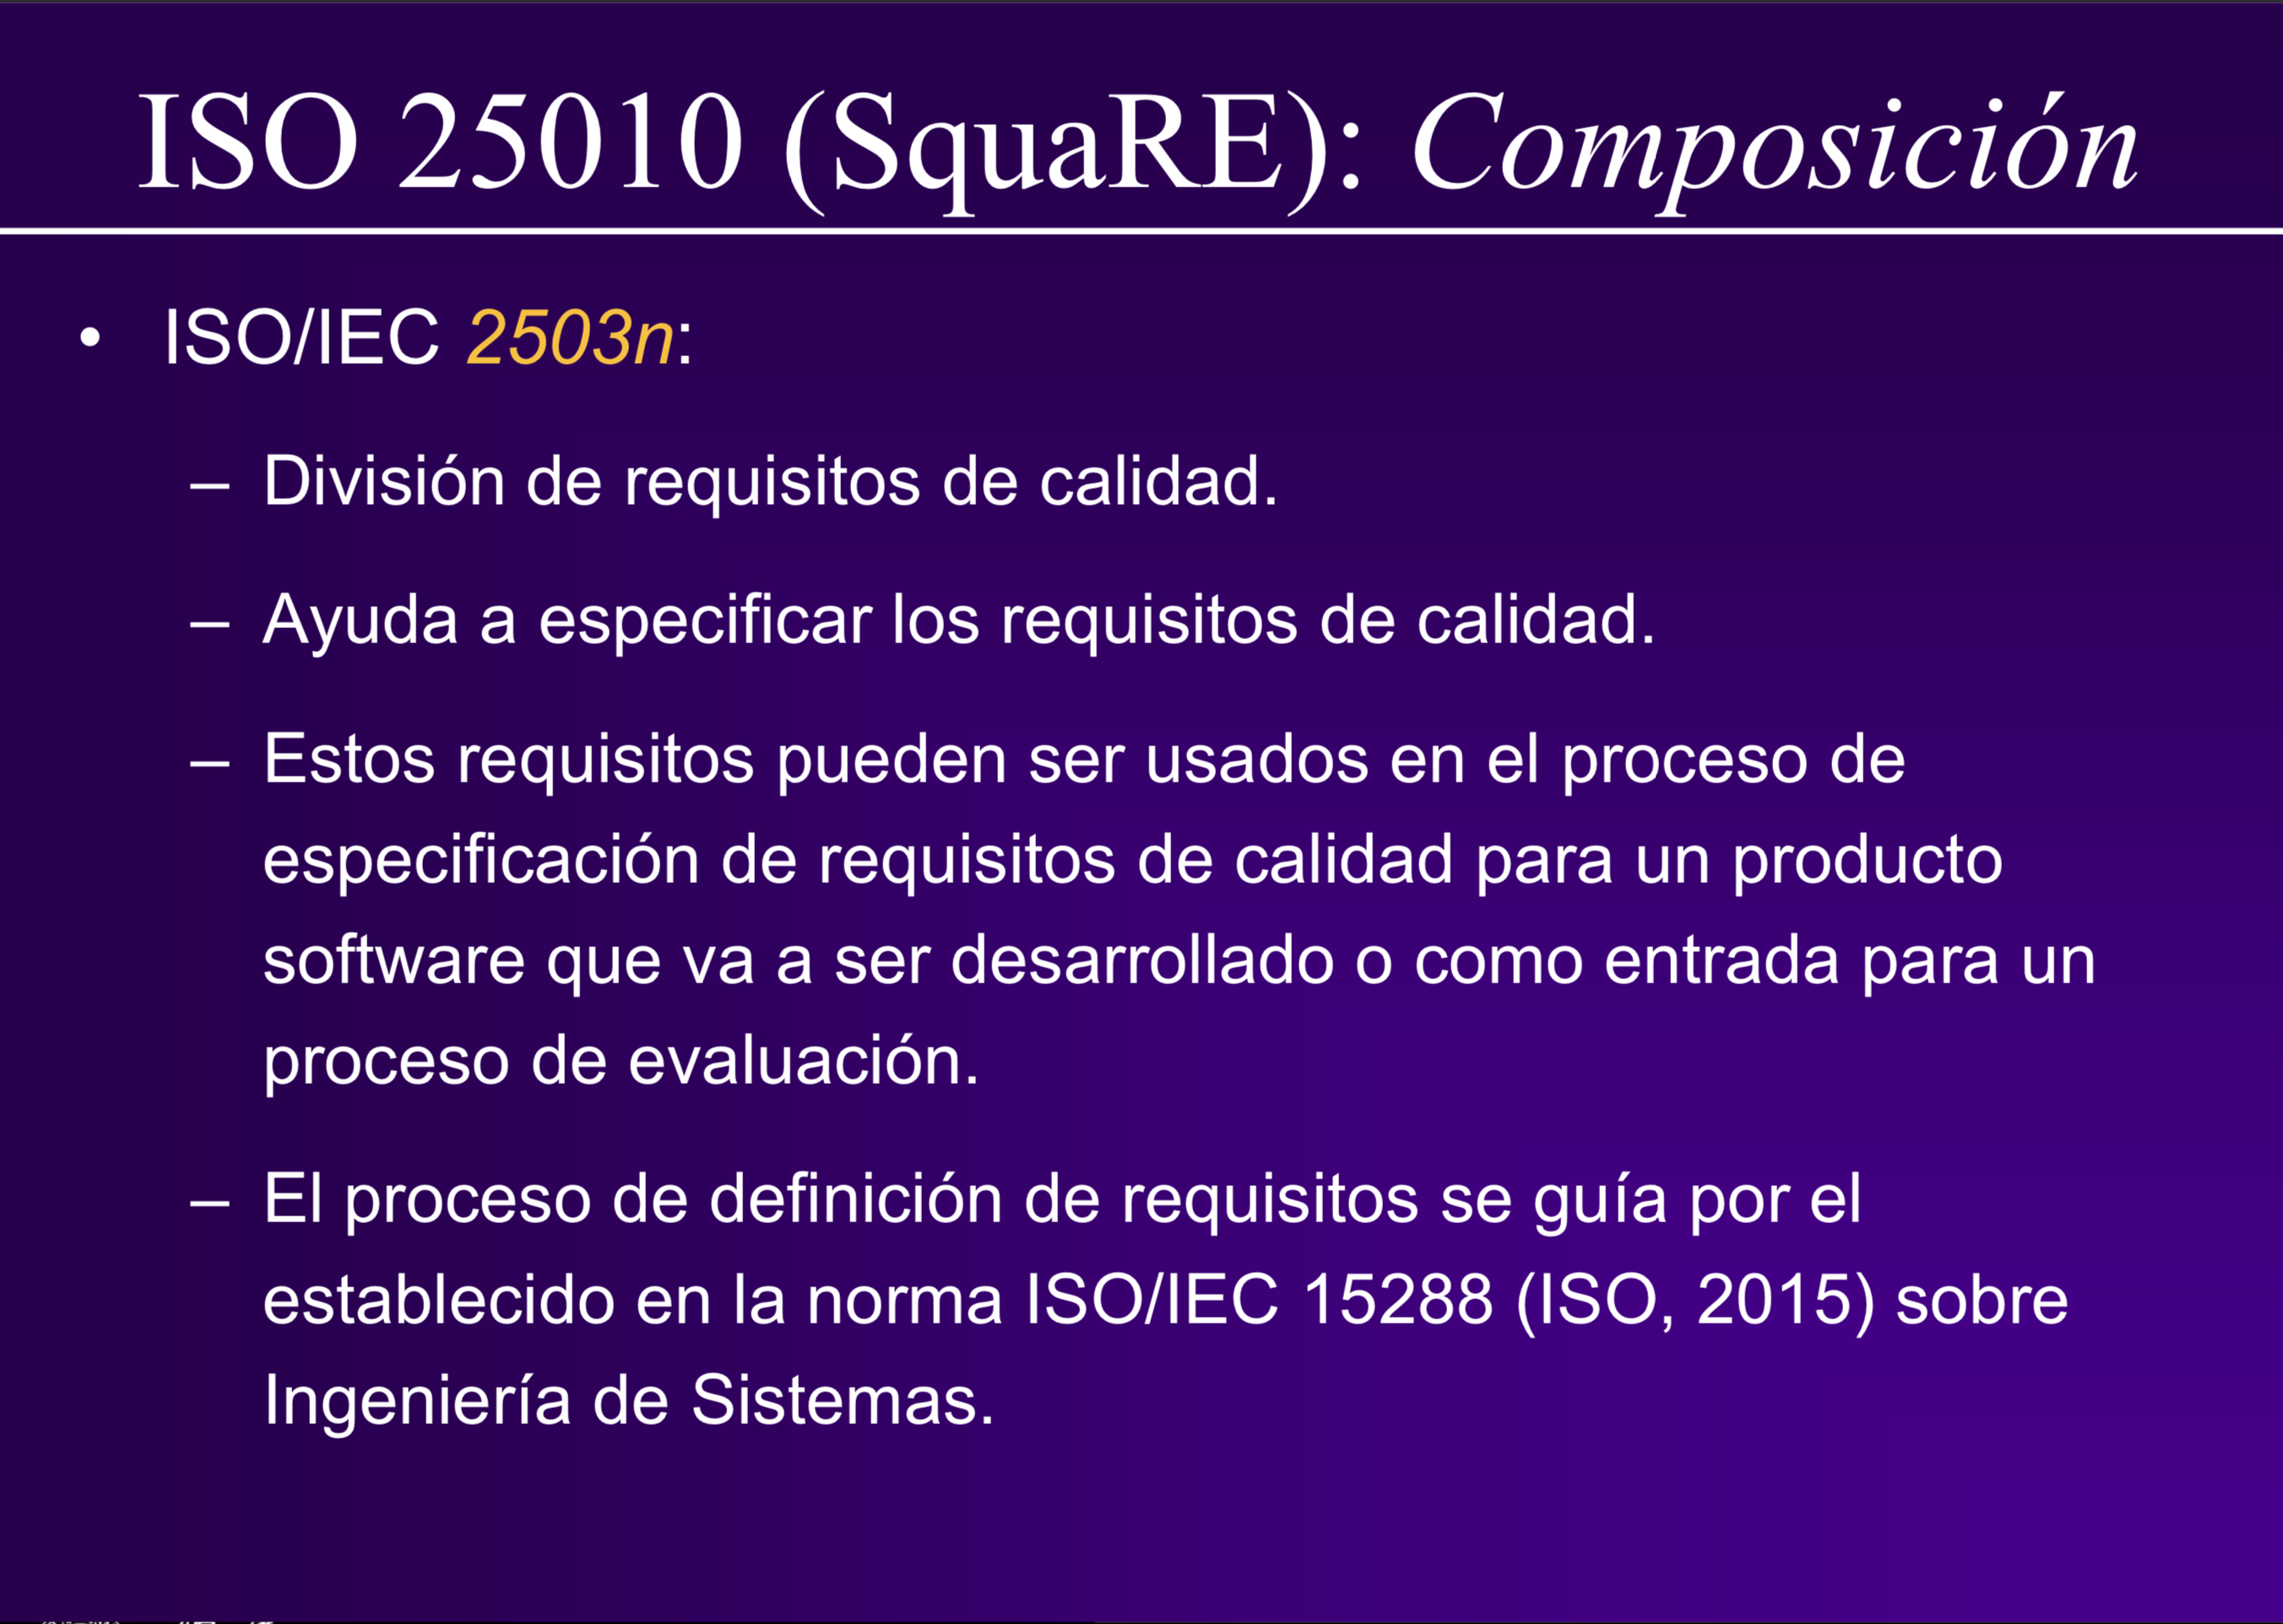 ISO 25010 (SquaRE): Composición
• ISO/IEC 2503n:
– División de requisitos de calidad.
– Ayuda a especificar los requisitos de calidad.
– Estos requisitos pueden ser usados en el proceso de
especificación de requisitos de calidad para un producto
software que va a ser desarrollado o como entrada para un
proceso de evaluación.
– El proceso de definición de requisitos se guía por el
establecido en la norma ISO/IEC 15288 (ISO, 2015) sobre
Ingeniería de Sistemas.